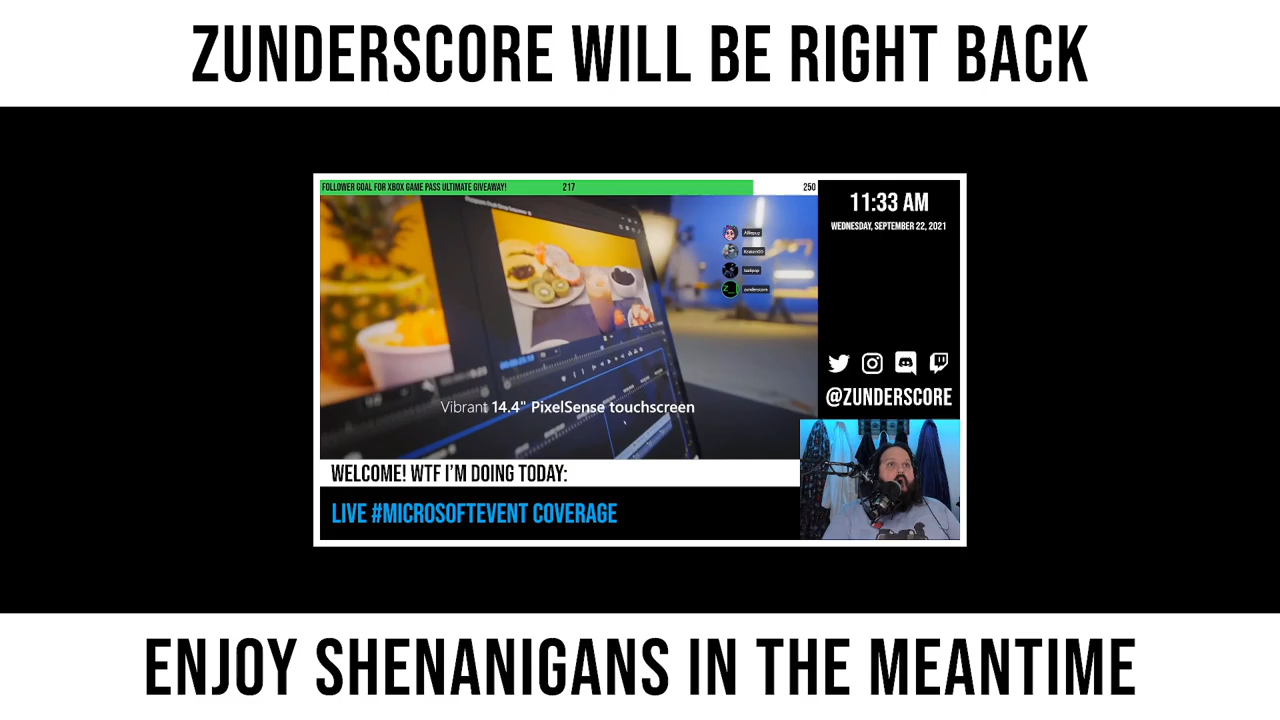 ZUNDERSCORE WILL BE RIGHT BACK
FOLLOWER GOAL FOR XBOX GAME PASS ULTIMATE GIVEAWAY! 217 250
11:33 AM
WEDNESDAY, SEPTEMBER 22, 2021
zunderscore
@ZUNDERSCORE
Vibrant 14.4" PixelSense touchscreen
WELCOME! WTF I'M DOING TODAY:
LIVE #MICROSOFTEVENT COVERAGE
ENJOY SHENANIGANS IN THE MEANTIME